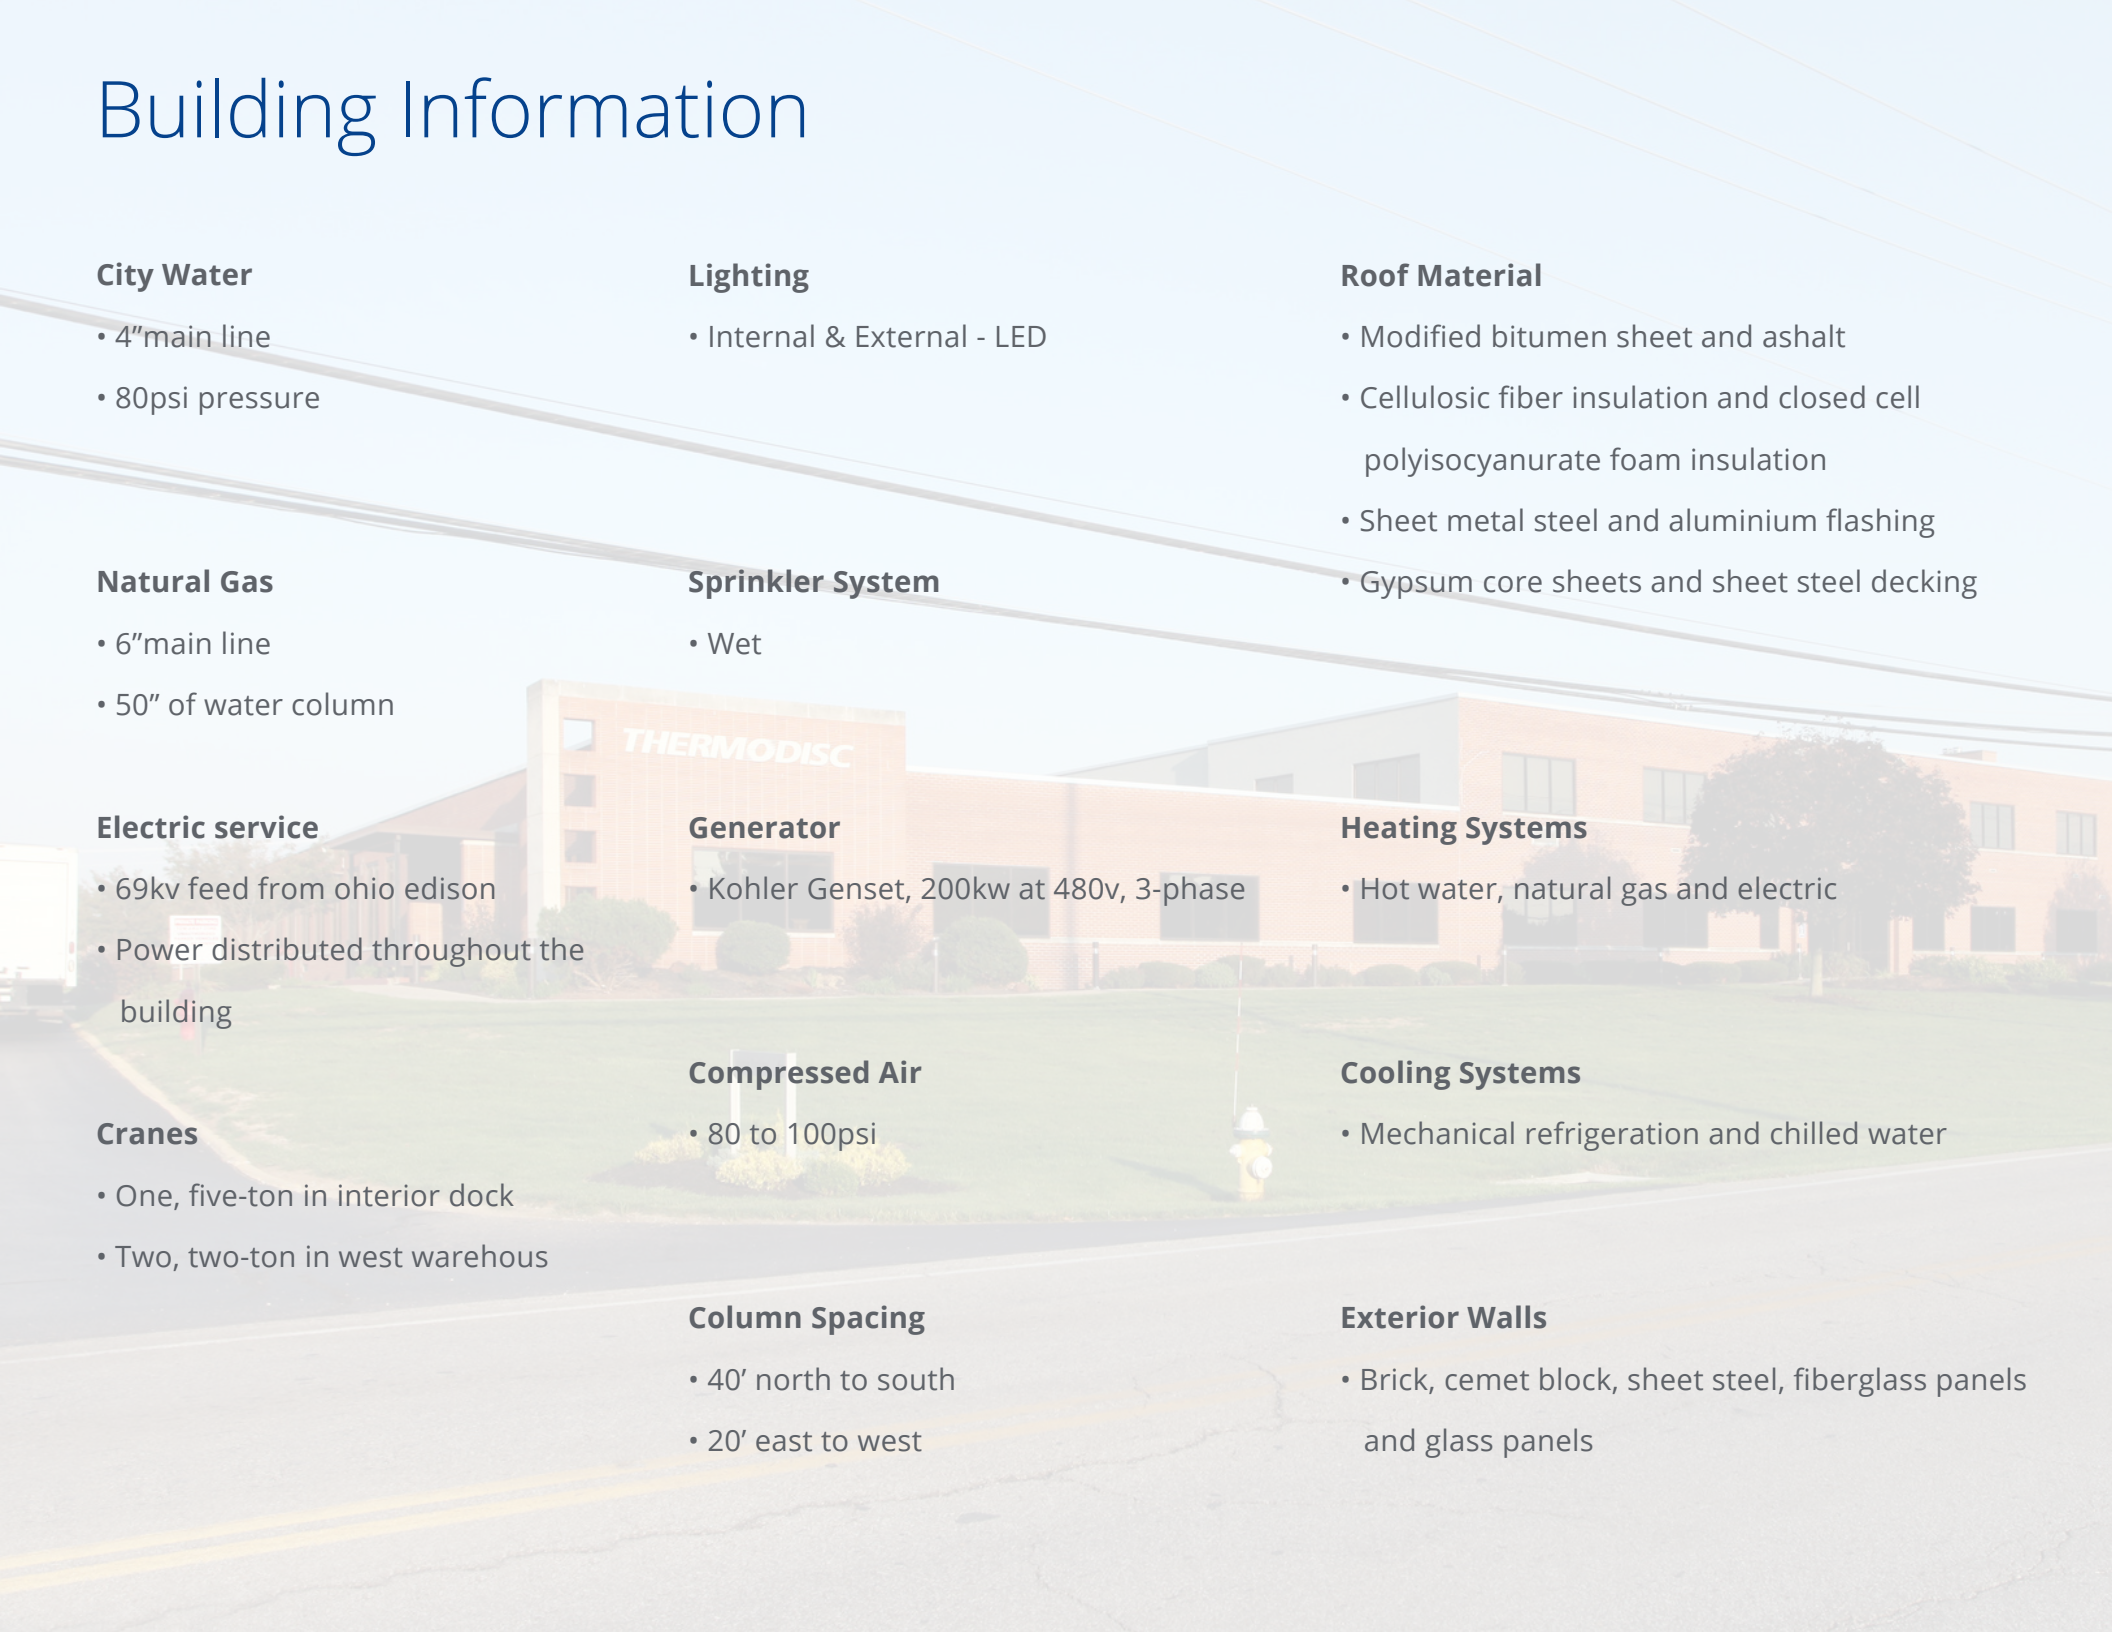 Building Information
City Water
• 4”main line
• 80psi pressure
Natural Gas
• 6”main line
• 50” of water column
Electric service
• 69kv feed from ohio edison
• Power distributed throughout the
building
Cranes
• One, five-ton in interior dock
• Two, two-ton in west warehous
Lighting
• Internal & External - LED
Sprinkler System
• Wet
Generator
• Kohler Genset, 200kw at 480v, 3-phase
Compressed Air
• 80 to 100psi
Column Spacing
• 40’ north to south
• 20’ east to west
Roof Material
• Modified bitumen sheet and ashalt
• Cellulosic fiber insulation and closed cell
polyisocyanurate foam insulation
• Sheet metal steel and aluminium flashing
• Gypsum core sheets and sheet steel decking
Heating Systems
• Hot water, natural gas and electric
Cooling Systems
• Mechanical refrigeration and chilled water
Exterior Walls
• Brick, cemet block, sheet steel, fiberglass panels
and glass panels
THERMODISC